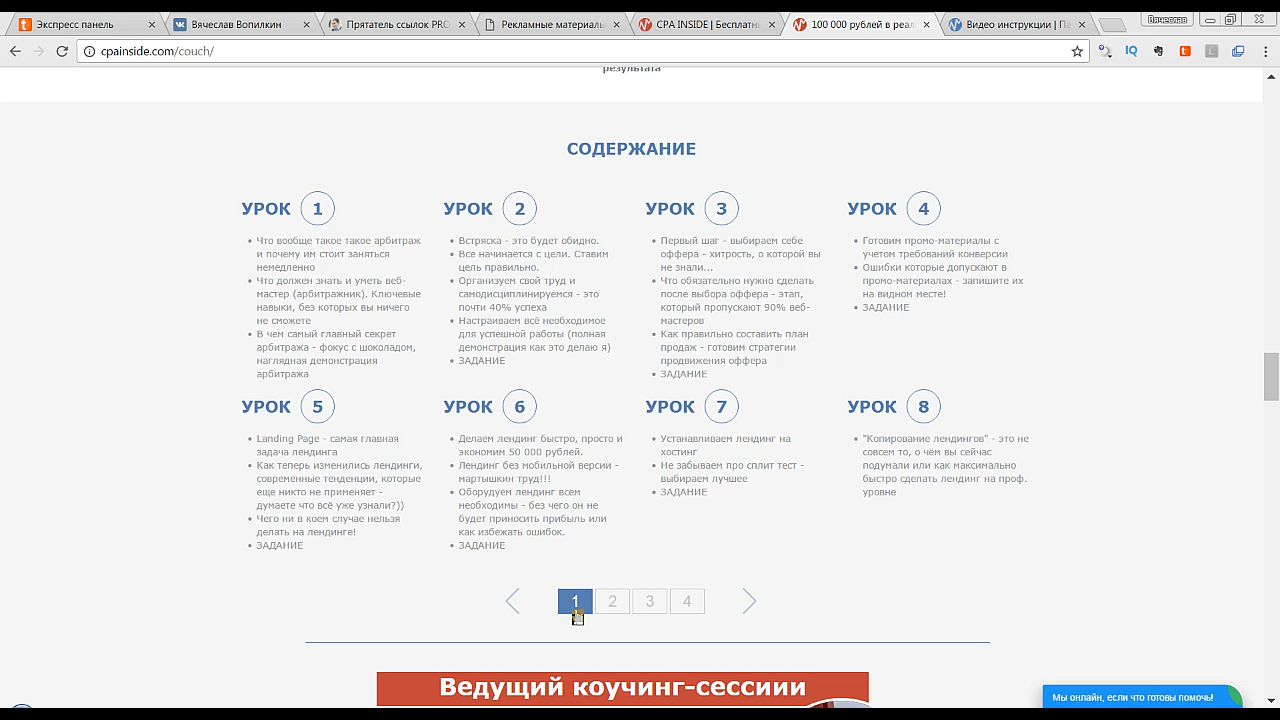 Экспресс панель
Вячеслав Вопилкин
Прятатель ссылок PRO
Рекламные материаль
CPA INSIDE | Бесплатн
100 000 рублей в реал
Видео инструкции | Па
Вячеслав
cpainside.com/couch/
IQ
результата
СОДЕРЖАНИЕ
УРОК 1
• Что вообще такое такое арбитраж
и почему им стоит заняться
немедленно
• Что должен знать и уметь веб-
мастер (арбитражник). Ключевые
навыки, без которых вы ничего
не сможете
• В чем самый главный секрет
арбитража - фокус с шоколадом,
наглядная демонстрация
арбитража
УРОК 2
• Встряска - это будет обидно.
• Все начинается с цели. Ставим
цель правильно.
• Организуем свой труд и
самодисциплинируемся - это
почти 40% успеха
• Настраиваем всё необходимое
для успешной работы (полная
демонстрация как это делаю я)
• ЗАДАНИЕ
УРОК 3
• Первый шаг - выбираем себе
оффера - хитрость, о которой вы
не знали...
• Что обязательно нужно сделать
после выбора оффера - этап,
который пропускают 90% веб-
мастеров
• Как правильно составить план
продаж - готовим стратегии
продвижения оффера
• ЗАДАНИЕ
УРОК 4
• Готовим промо-материалы с
учетом требований конверсии
• Ошибки которые допускают в
промо-материалах - запишите их
на видном месте!
• ЗАДАНИЕ
УРОК 5
• Landing Page - самая главная
задача лендинга
• Как теперь изменились лендинги,
современные тенденции, которые
еще никто не применяет -
думаете что всё уже узнали?))
• Чего ни в коем случае нельзя
делать на лендинге!
• ЗАДАНИЕ
УРОК 6
• Делаем лендинг быстро, просто и
экономим 50 000 рублей.
• Лендинг без мобильной версии -
мартышкин труд!!!
• Оборудуем лендинг всем
необходимы - без чего он не
будет приносить прибыль или
как избежать ошибок.
• ЗАДАНИЕ
УРОК 7
• Устанавливаем лендинг на
хостинг
• Не забываем про сплит тест -
выбираем лучшее
• ЗАДАНИЕ
УРОК 8
• "Копирование лендингов" - это не
совсем то, о чём вы сейчас
подумали или как максимально
быстро сделать лендинг на проф.
уровне
1 2 3 4
Ведущий коучинг-сессиии
Мы онлайн, если что готовы помочь!